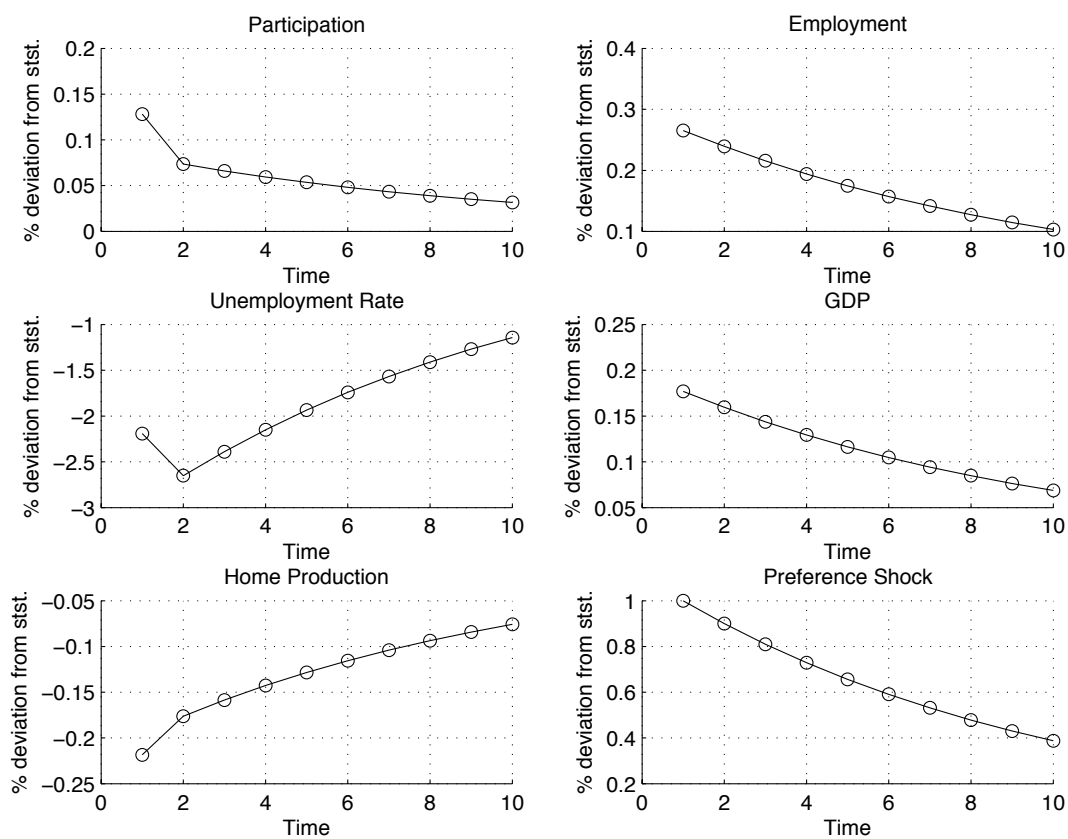 Participation
% deviation from stst.
0.2
0.15
0.1
0.05
0
0 2 4 6 8 10
Time
Employment
% deviation from stst.
0.4
0.3
0.2
0.1
0 2 4 6 8 10
Time
Unemployment Rate
% deviation from stst.
−1
−1.5
−2
−2.5
−3
0 2 4 6 8 10
Time
GDP
% deviation from stst.
0.25
0.2
0.15
0.1
0.05
0 2 4 6 8 10
Time
Home Production
% deviation from stst.
−0.05
−0.1
−0.15
−0.2
−0.25
0 2 4 6 8 10
Time
Preference Shock
% deviation from stst.
1
0.8
0.6
0.4
0.2
0 2 4 6 8 10
Time